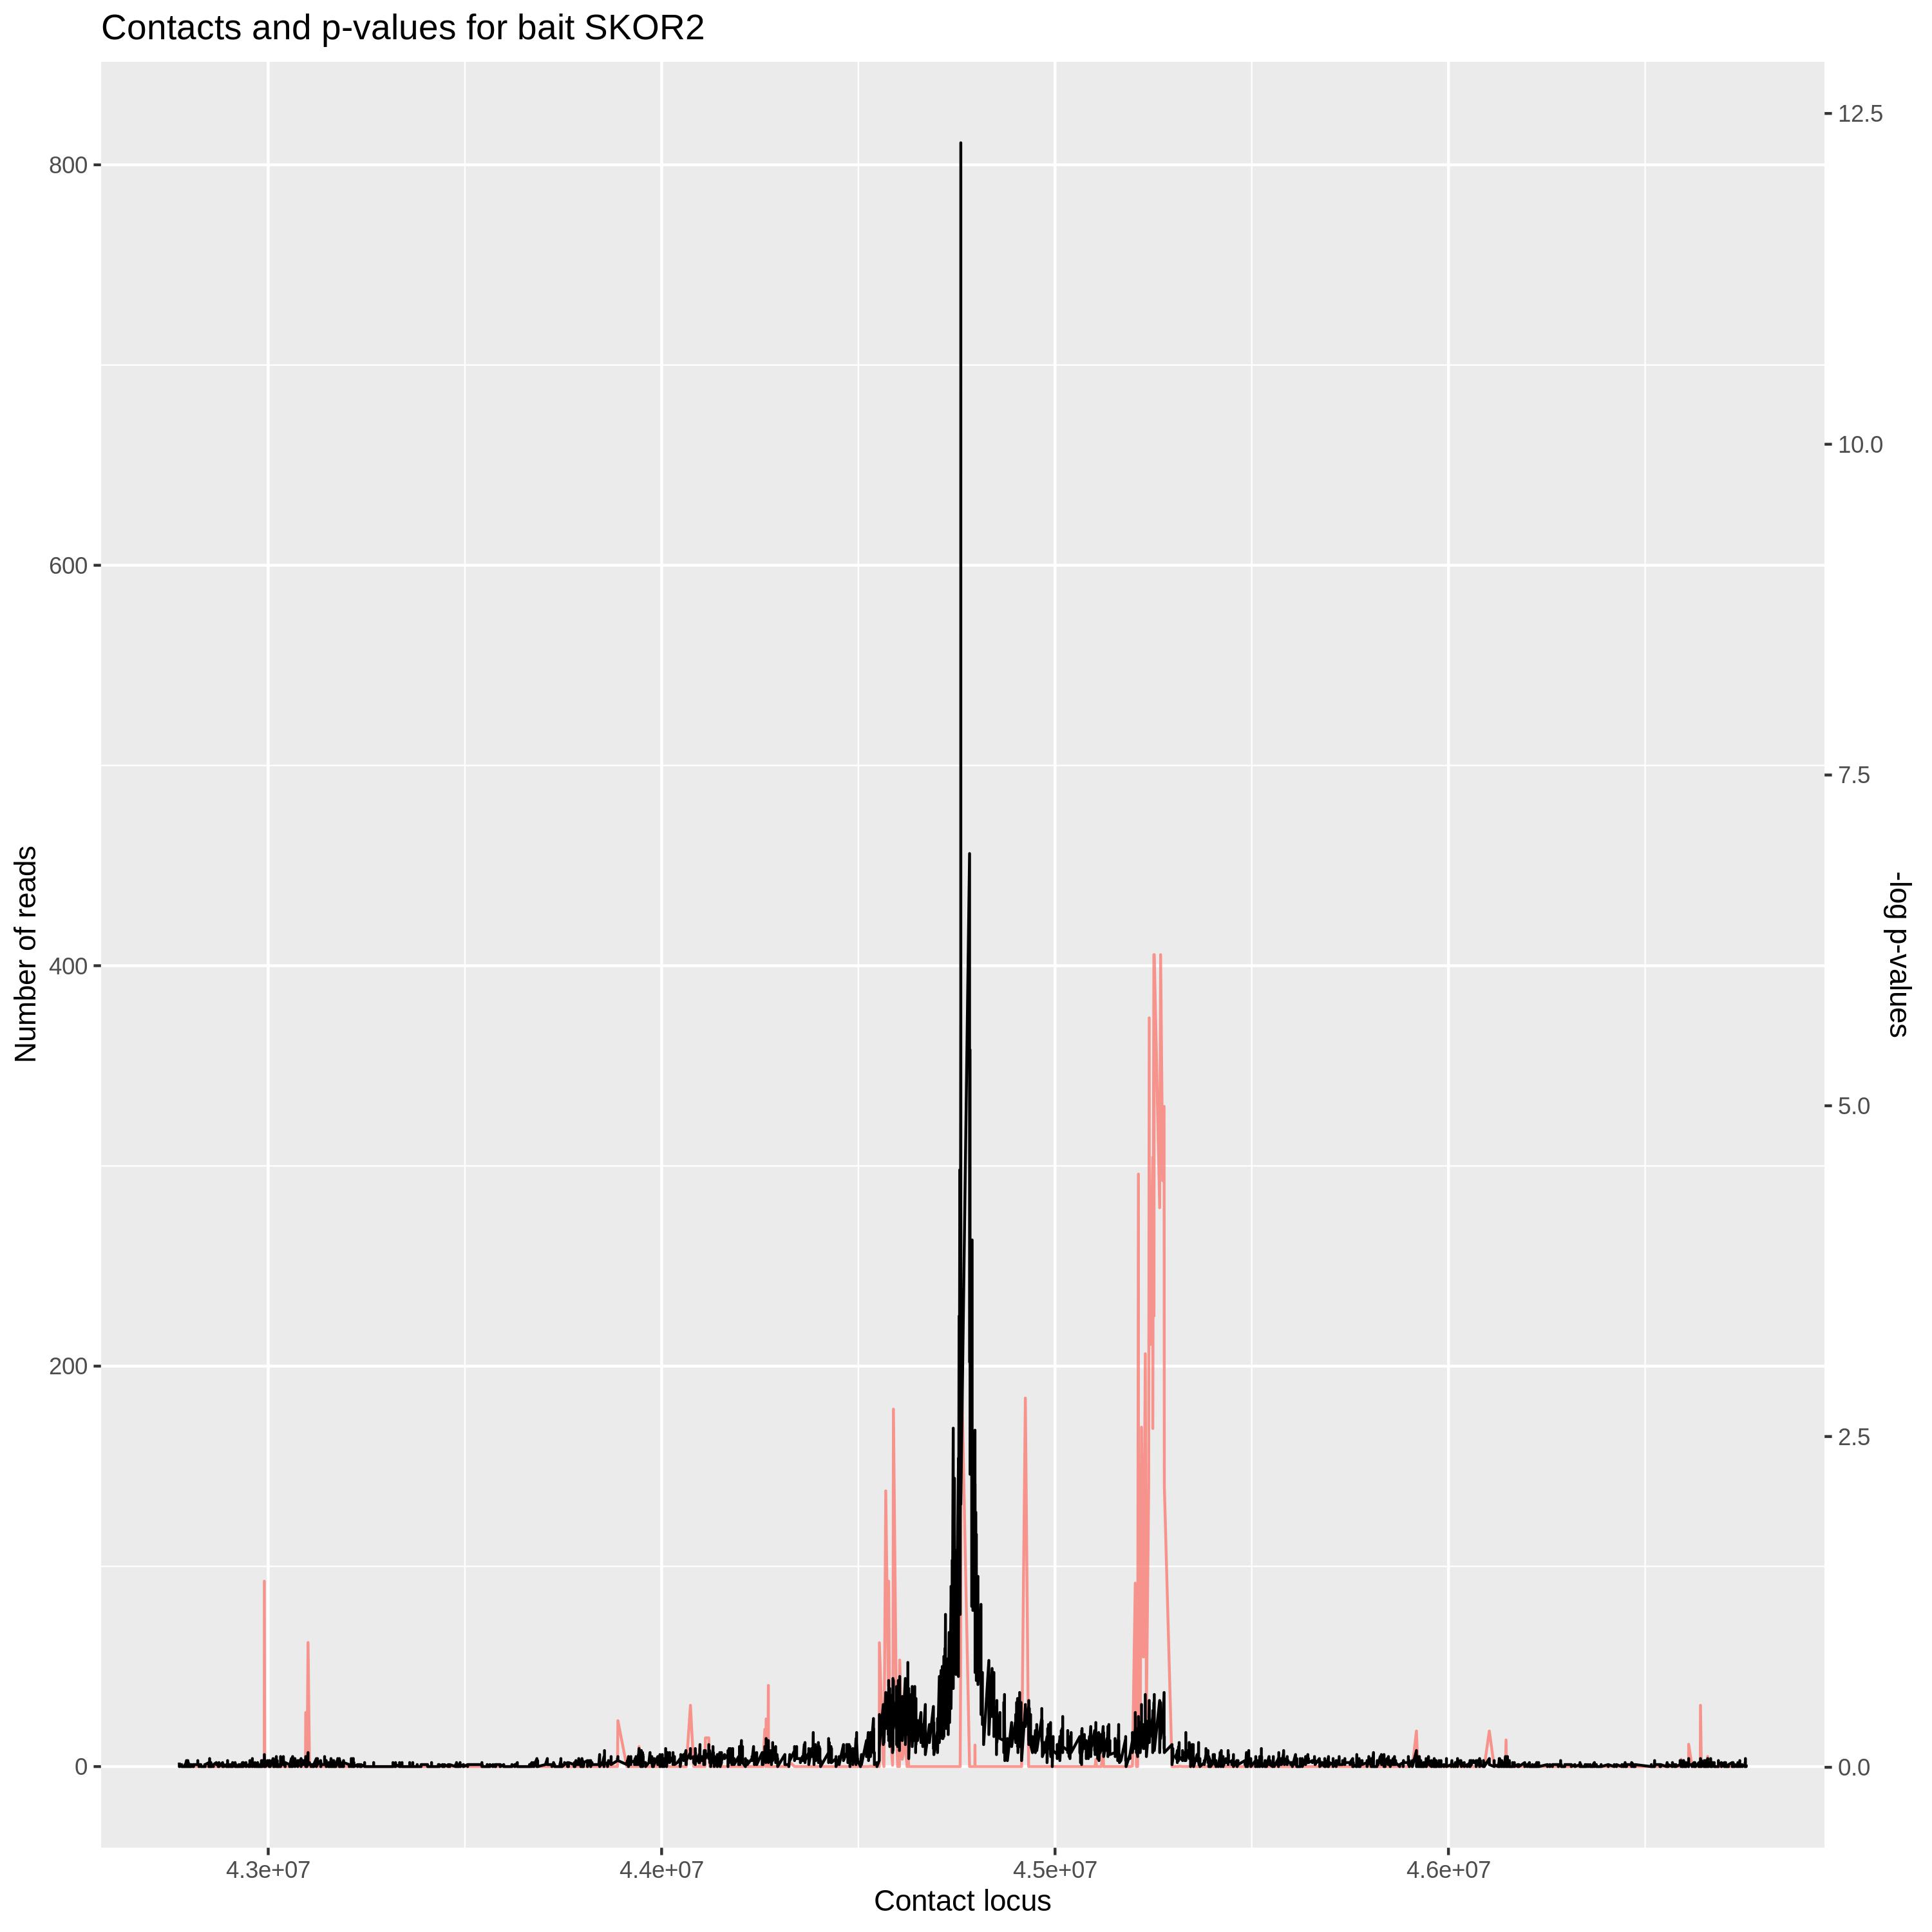 Contacts and p-values for bait SKOR2
800
600
400
200
0
Number of reads
12.5
10.0
7.5
5.0
2.5
0.0
-log p-values
4.3e+07
4.4e+07
4.5e+07
4.6e+07
Contact locus